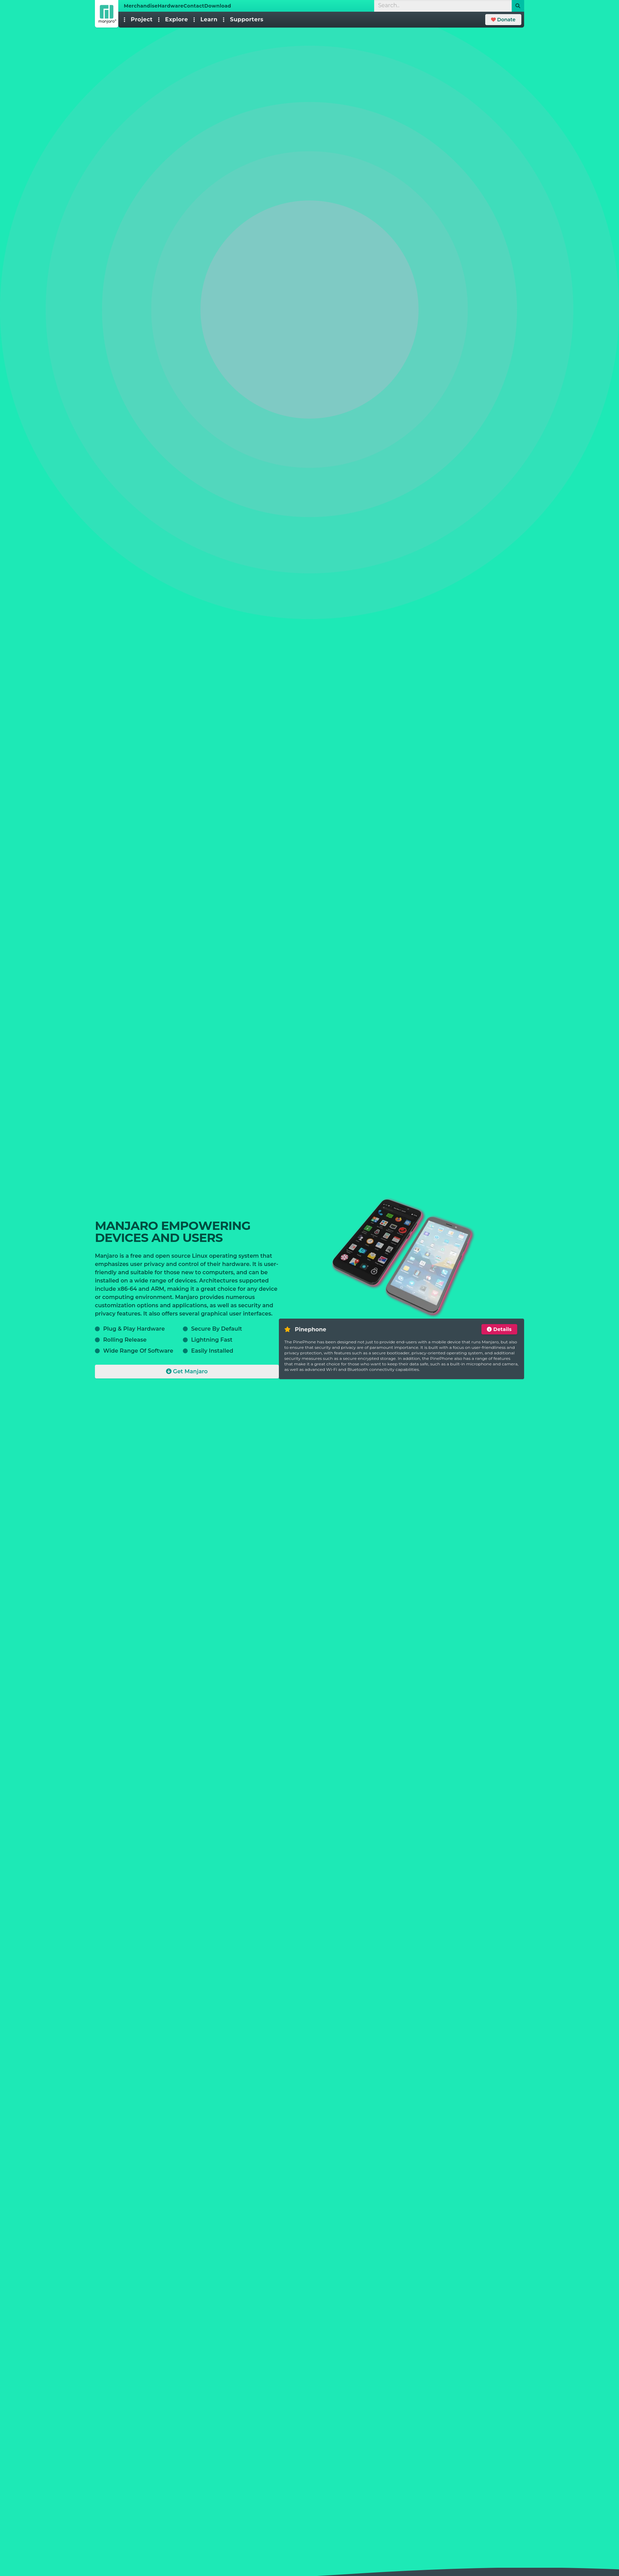 MerchandiseHardwareContactDownload
Search...
manjaro
Project
Explore
Learn
Supporters
Donate
MANJARO EMPOWERING
DEVICES AND USERS
Manjaro is a free and open source Linux operating system that
emphasizes user privacy and control of their hardware. It is user-
friendly and suitable for those new to computers, and can be
installed on a wide range of devices. Architectures supported
include x86-64 and ARM, making it a great choice for any device
or computing environment. Manjaro provides numerous
customization options and applications, as well as security and
privacy features. It also offers several graphical user interfaces.
Plug & Play Hardware
Secure By Default
Rolling Release
Lightning Fast
Wide Range Of Software
Easily Installed
Get Manjaro
Pinephone
Details
The PinePhone has been designed not just to provide end-users with a mobile device that runs Manjaro, but also
to ensure that security and privacy are of paramount importance. It is built with a focus on user friendliness and
privacy protection, with features such as a secure bootloader, privacy-oriented operating system, and additional
security measures such as a secure encrypted storage. In addition, the PinePhone also has a range of features
that make it a great choice for those who want to keep their data safe, such as a built-in microphone and camera,
as well as advanced Wi-Fi and Bluetooth connectivity capabilities.